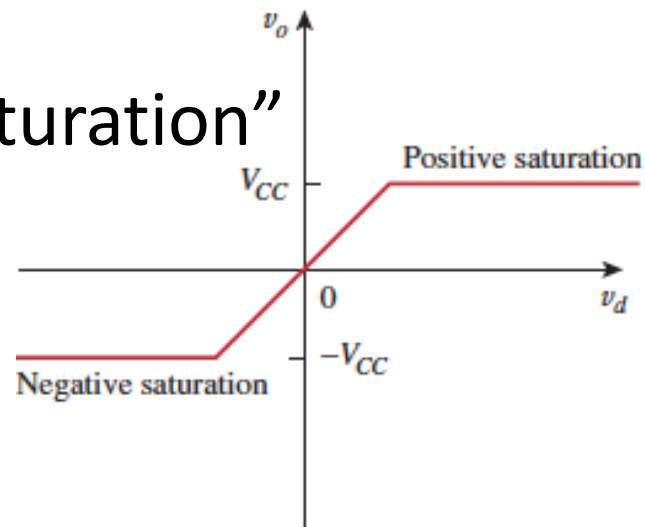 v_o
turation”
Positive saturation
V_CC
0
v_d
−V_CC
Negative saturation